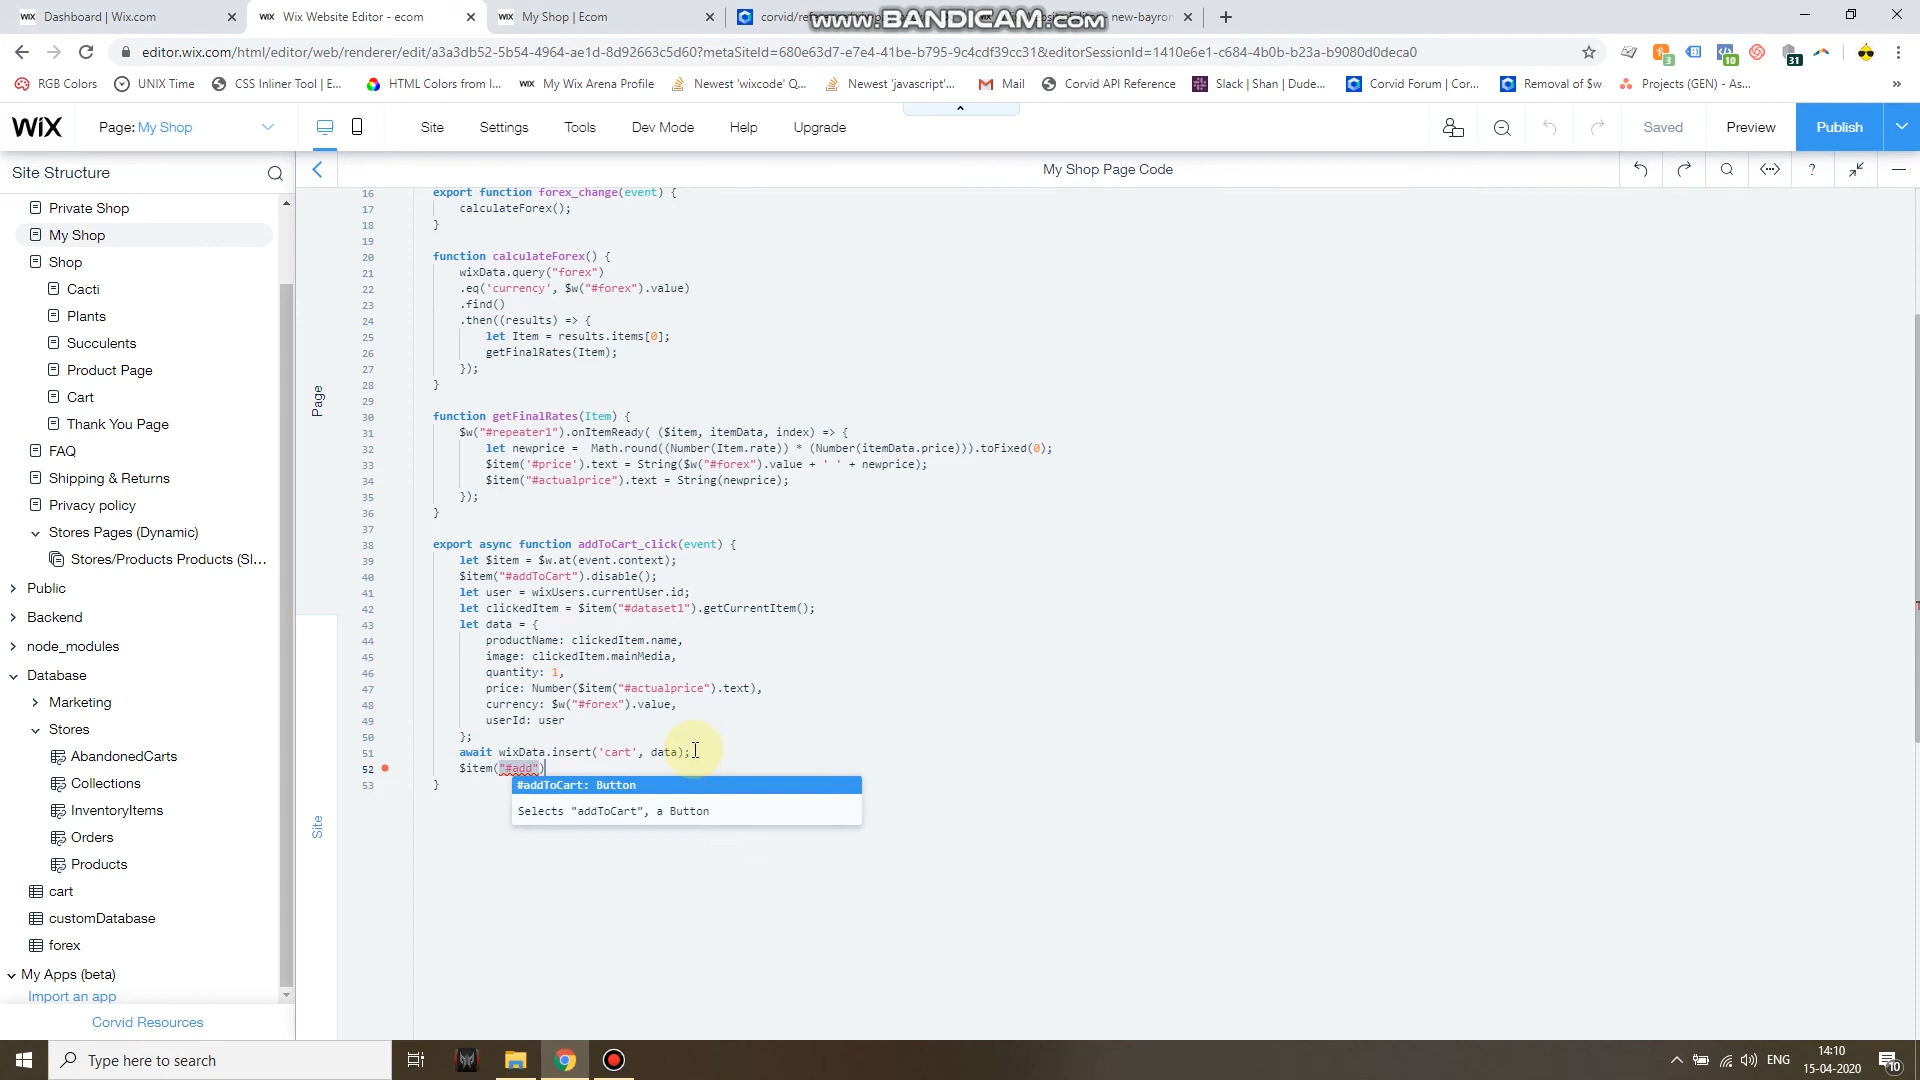 Dashboard | Wix.com
Wix Website Editor - ecom
My Shop | Ecom
www.BANDICAM.com
editor.wix.com/html/editor/web/renderer/edit/a3a3db52-5b54-4964-ae1d-8d92663c5d60?metaSiteId=680e63d7-e7e4-41be-b795-9c4cdf39cc31&editorSessionId=1410e6e1-c684-4b0b-b23a-b9080d0deca0
RGB Colors
UNIX Time
CSS Inliner Tool | E...
HTML Colors from I...
My Wix Arena Profile
Newest 'wixcode' Q...
Newest 'javascript'...
Mail
Corvid API Reference
Slack | Shan | Dude...
Corvid Forum | Cor...
Removal of $w
Projects (GEN) - As...
WiX
Page: My Shop
Site
Settings
Tools
Dev Mode
Help
Upgrade
Saved
Preview
Publish
Site Structure
My Shop Page Code
Private Shop
My Shop
Shop
Cacti
Plants
Succulents
Product Page
Cart
Thank You Page
FAQ
Shipping & Returns
Privacy policy
Stores Pages (Dynamic)
Stores/Products Products (Sl...
Public
Backend
node_modules
Database
Marketing
Stores
AbandonedCarts
Collections
InventoryItems
Orders
Products
cart
customDatabase
forex
My Apps (beta)
Import an app
Corvid Resources
Page
Site
16 export function forex_change(event) {
17 calculateForex();
18 }
19
20 function calculateForex() {
21 wixData.query("forex")
22 .eq('currency', $w("#forex").value)
23 .find()
24 .then((results) => {
25 let Item = results.items[0];
26 getFinalRates(Item);
27 });
28 }
29
30 function getFinalRates(Item) {
31 $w("#repeater1").onItemReady( ($item, itemData, index) => {
32 let newprice = Math.round((Number(Item.rate)) * (Number(itemData.price))).toFixed(0);
33 $item('#price').text = String($w("#forex").value + ' ' + newprice);
34 $item("#actualprice").text = String(newprice);
35 });
36 }
37
38 export async function addToCart_click(event) {
39 let $item = $w.at(event.context);
40 $item("#addToCart").disable();
41 let user = wixUsers.currentUser.id;
42 let clickedItem = $item("#dataset1").getCurrentItem();
43 let data = {
44 productName: clickedItem.name,
45 image: clickedItem.mainMedia,
46 quantity: 1,
47 price: Number($item("#actualprice").text),
48 currency: $w("#forex").value,
49 userId: user
50 };
51 await wixData.insert('cart', data);
52 $item("#add")
53 }
#addToCart: Button
Selects "addToCart", a Button
Type here to search
ENG
14:10
15-04-2020